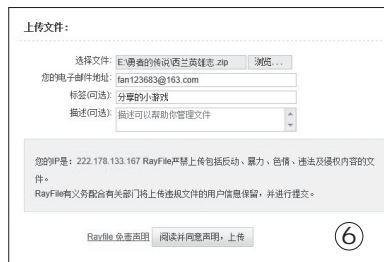 上传文件：
选择文件: E:\勇者的传说\西兰英雄志.zip 浏览...
您的电子邮件地址: fan123683@163.com
标签(可选): 分享的小游戏
描述(可选): 描述可以帮助你管理文件
您的IP是：222.178.133.167 RayFile严禁上传包括反动、暴力、色情、违法及侵权内容的文
件。
RayFile有义务配合有关部门将上传违规文件的用户信息保留，并进行提交。
Rayfile 免责声明 阅读并同意声明，上传
⑥